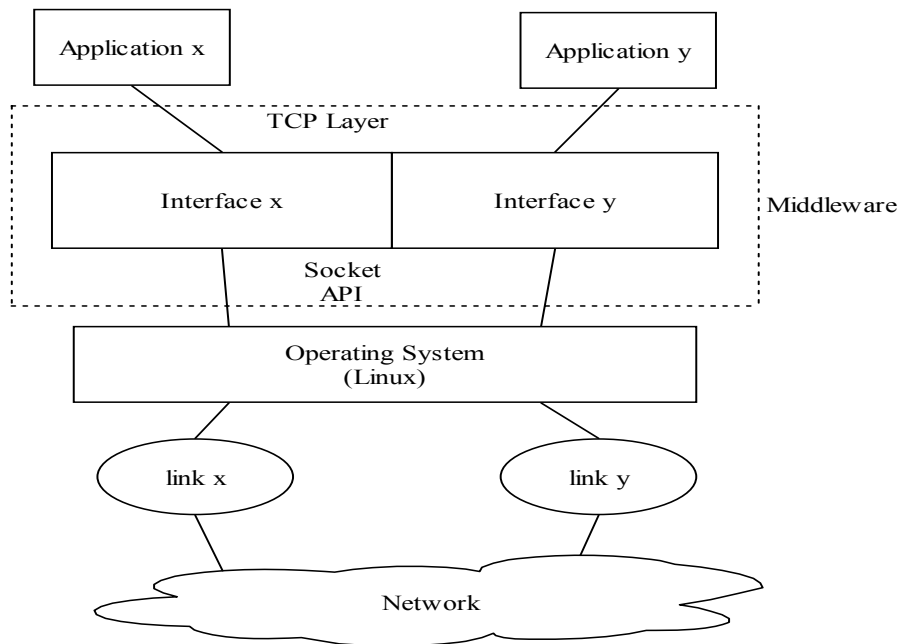 Application x
Application y
TCP Layer
Interface x
Interface y
Middleware
Socket
API
Operating System
(Linux)
link x
link y
Network